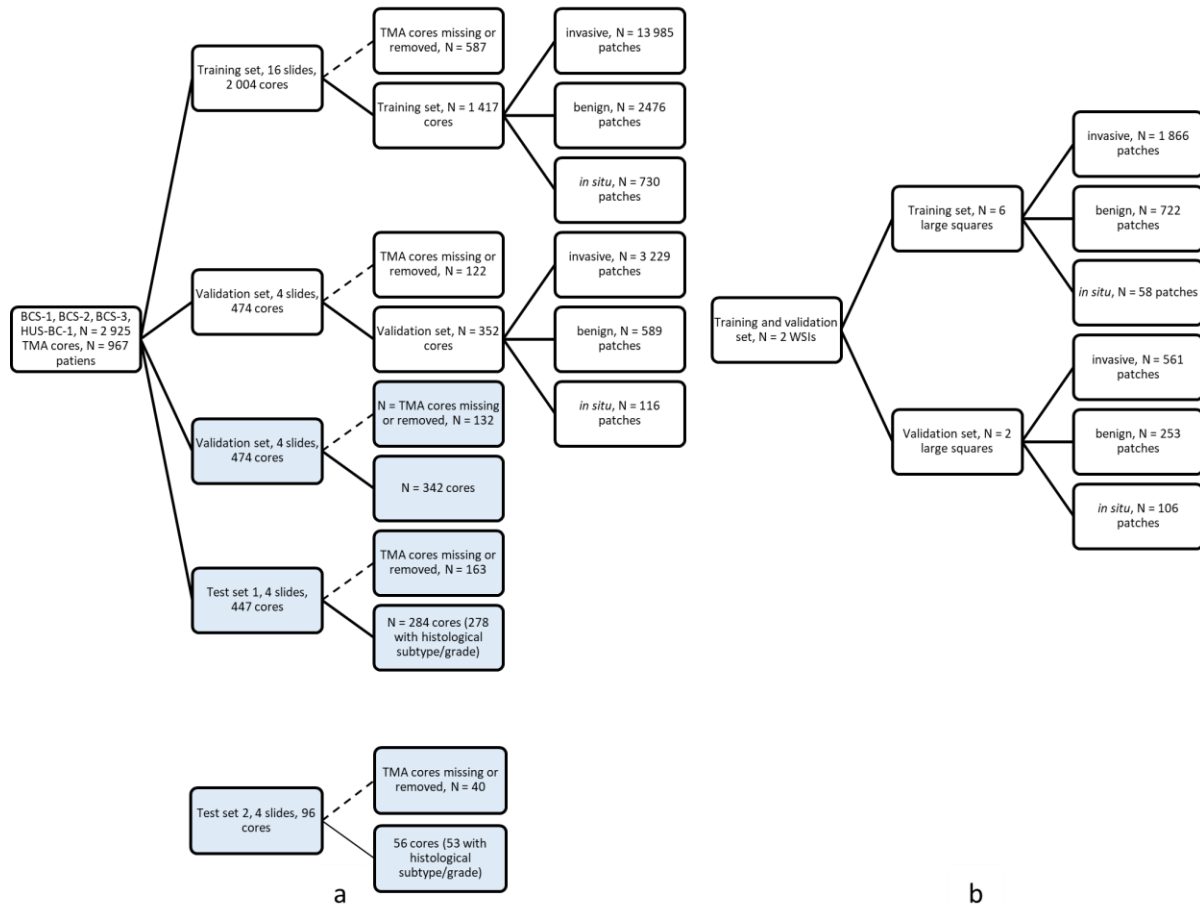 BCS-1, BCS-2, BCS-3,
HUS-BC-1, N = 2 925
TMA cores, N = 967
patiens
Training set, 16 slides,
2 004 cores
TMA cores missing or
removed, N = 587
Training set, N = 1 417
cores
invasive, N = 13 985
patches
benign, N = 2476
patches
in situ, N = 730
patches
Validation set, 4 slides,
474 cores
TMA cores missing or
removed, N = 122
Validation set, N = 352
cores
invasive, N = 3 229
patches
benign, N = 589
patches
in situ, N = 116
patches
Validation set, 4 slides,
474 cores
N = TMA cores missing
or removed, N = 132
N = 342 cores
Test set 1, 4 slides,
447 cores
TMA cores missing or
removed, N = 163
N = 284 cores (278
with histological
subtype/grade)
Test set 2, 4 slides, 96
cores
TMA cores missing or
removed, N = 40
56 cores (53 with
histological
subtype/grade)
a
Training and validation
set, N = 2 WSIs
Training set, N = 6
large squares
invasive, N = 1 866
patches
benign, N = 722
patches
in situ, N = 58 patches
Validation set, N = 2
large squares
invasive, N = 561
patches
benign, N = 253
patches
in situ, N = 106
patches
b